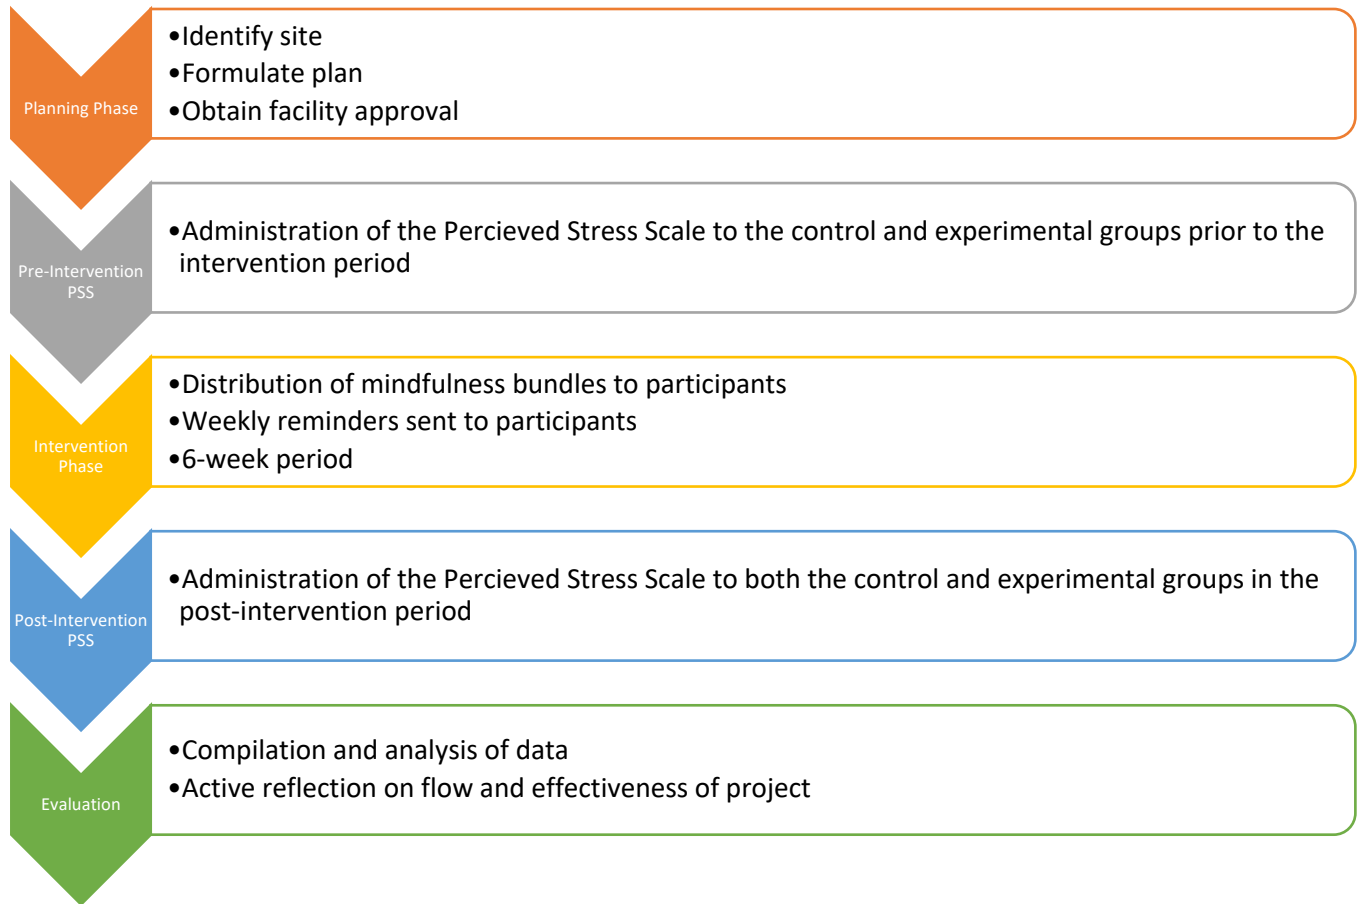 Planning Phase
•Identify site
•Formulate plan
•Obtain facility approval
Pre-Intervention
PSS
•Administration of the Percieved Stress Scale to the control and experimental groups prior to the
intervention period
Intervention
Phase
•Distribution of mindfulness bundles to participants
•Weekly reminders sent to participants
•6-week period
Post-Intervention
PSS
•Administration of the Percieved Stress Scale to both the control and experimental groups in the
post-intervention period
Evaluation
•Compilation and analysis of data
•Active reflection on flow and effectiveness of project